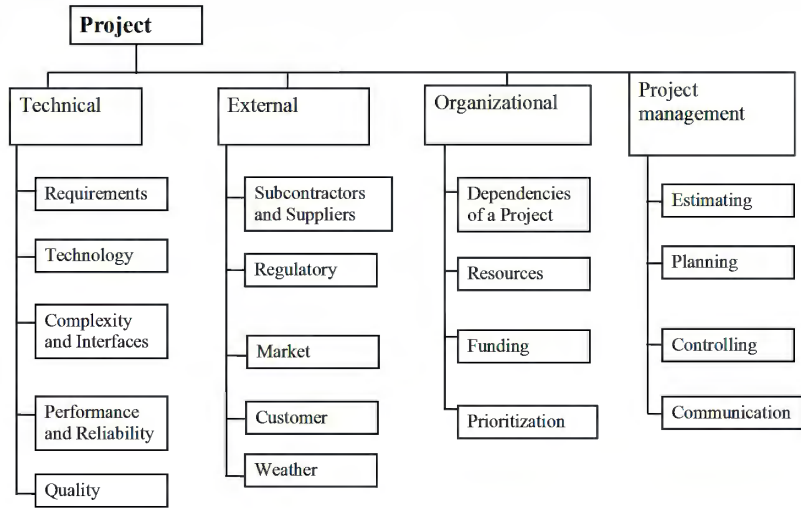 Project
Technical
Requirements
Technology
Complexity
and Interfaces
Performance
and Reliability
Quality
External
Subcontractors
and Suppliers
Regulatory
Market
Customer
Weather
Organizational
Dependencies
of a Project
Resources
Funding
Prioritization
Project
management
Estimating
Planning
Controlling
Communication